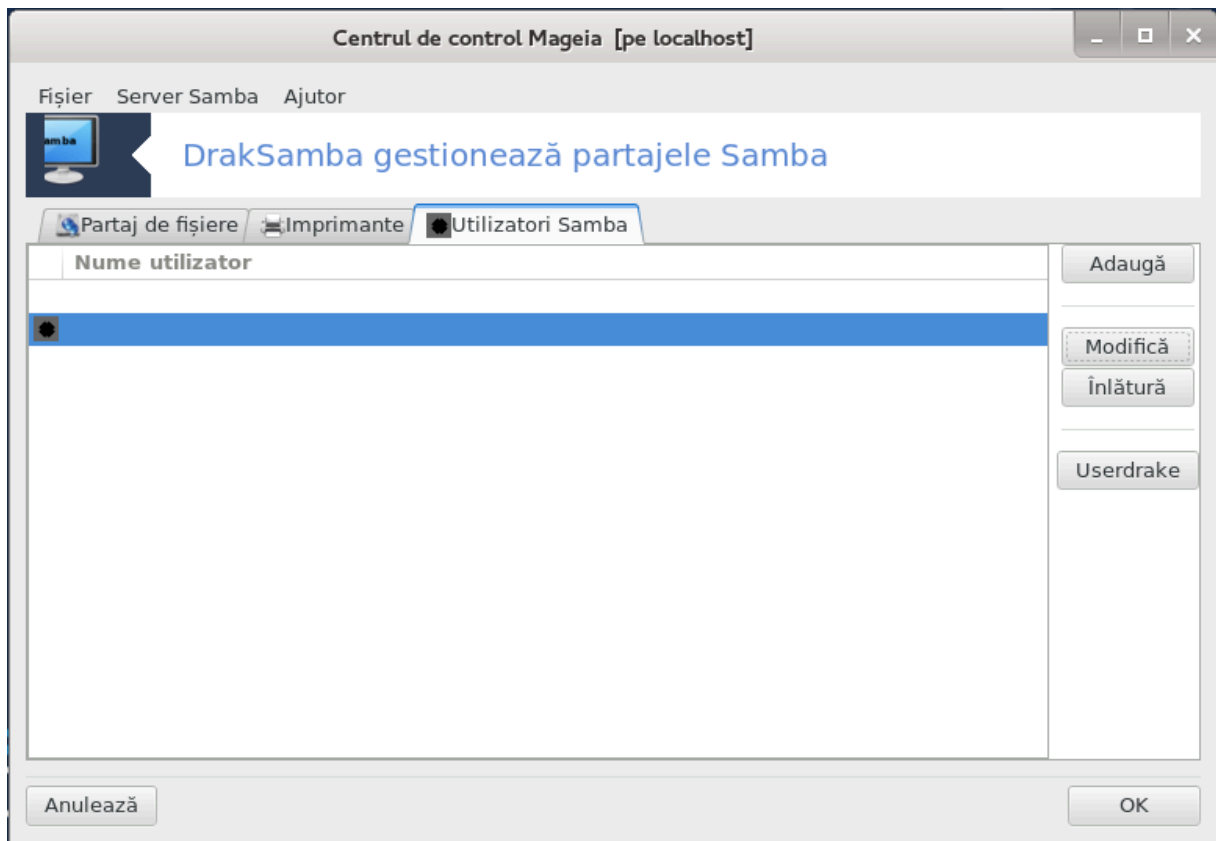 Centrul de control Mageia [pe localhost]
Fișier Server Samba Ajutor
amba
DrakSamba gestionează partajele Samba
Partaj de fișiere Imprimante Utilizatori Samba
Nume utilizator
Adaugă
Modifică
Înlătură
Userdrake
Anulează OK